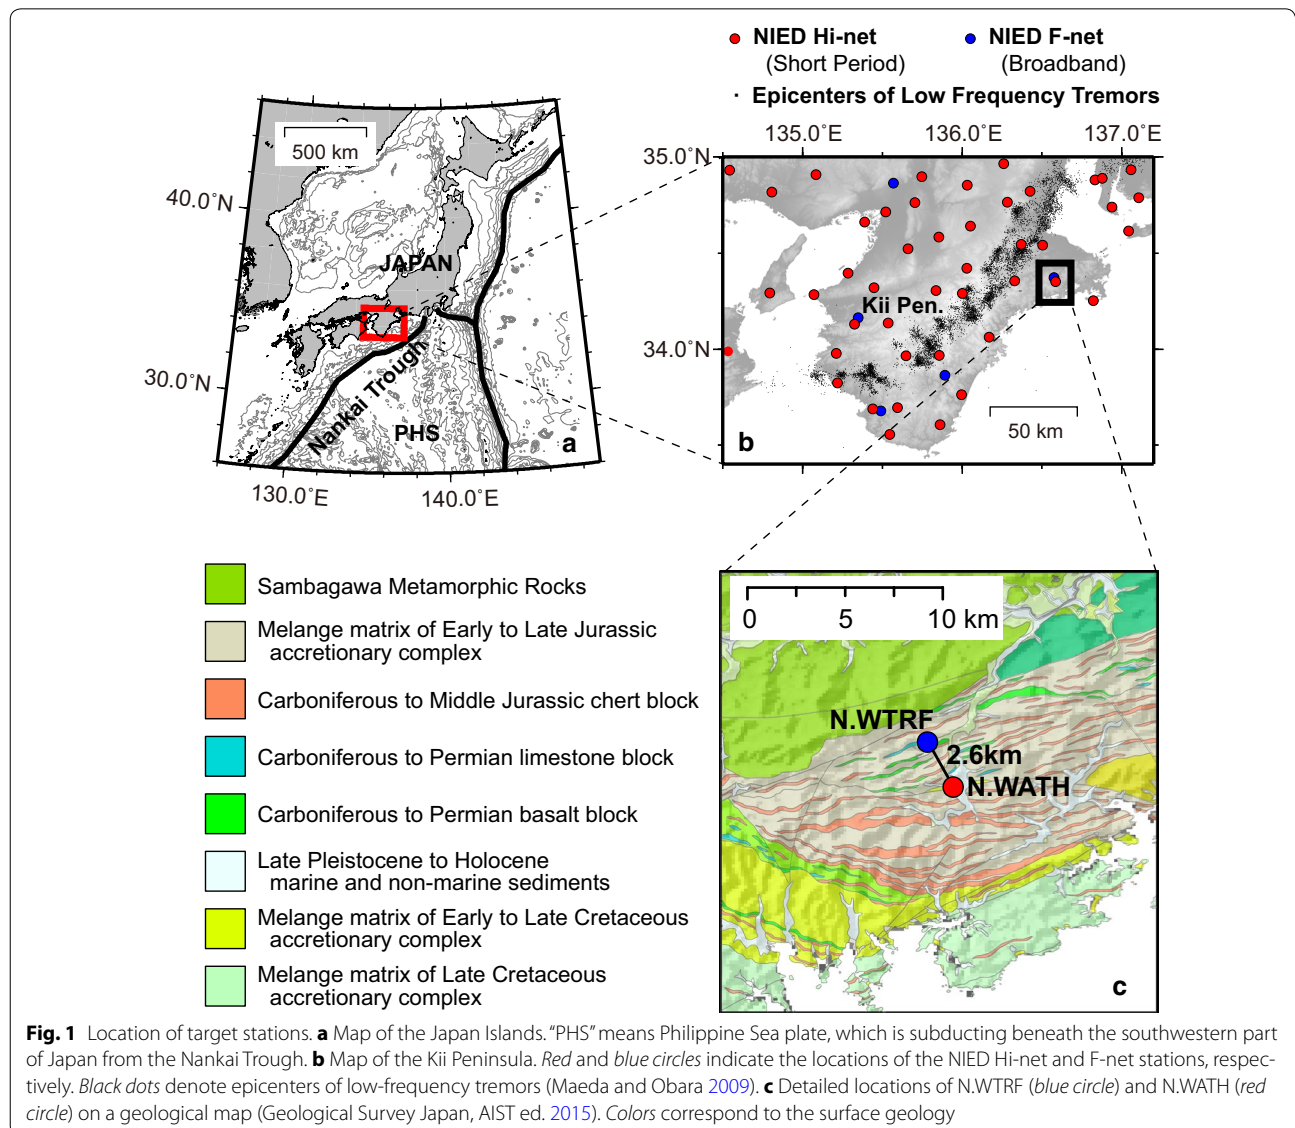 NIED Hi-net
(Short Period)
NIED F-net
(Broadband)
· Epicenters of Low Frequency Tremors
500 km
40.0˚N
30.0˚N
130.0˚E
140.0˚E
JAPAN
Nankai Trough
PHS
a
135.0˚E
136.0˚E
137.0˚E
35.0˚N
34.0˚N
Kii Pen.
50 km
b
Sambagawa Metamorphic Rocks
Melange matrix of Early to Late Jurassic
accretionary complex
Carboniferous to Middle Jurassic chert block
Carboniferous to Permian limestone block
Carboniferous to Permian basalt block
Late Pleistocene to Holocene
marine and non-marine sediments
Melange matrix of Early to Late Cretaceous
accretionary complex
Melange matrix of Late Cretaceous
accretionary complex
0 5 10 km
N.WTRF
2.6km
N.WATH
c
Fig. 1 Location of target stations. a Map of the Japan Islands. “PHS” means Philippine Sea plate, which is subducting beneath the southwestern part
of Japan from the Nankai Trough. b Map of the Kii Peninsula. Red and blue circles indicate the locations of the NIED Hi-net and F-net stations, respec-
tively. Black dots denote epicenters of low-frequency tremors (Maeda and Obara 2009). c Detailed locations of N.WTRF (blue circle) and N.WATH (red
circle) on a geological map (Geological Survey Japan, AIST ed. 2015). Colors correspond to the surface geology